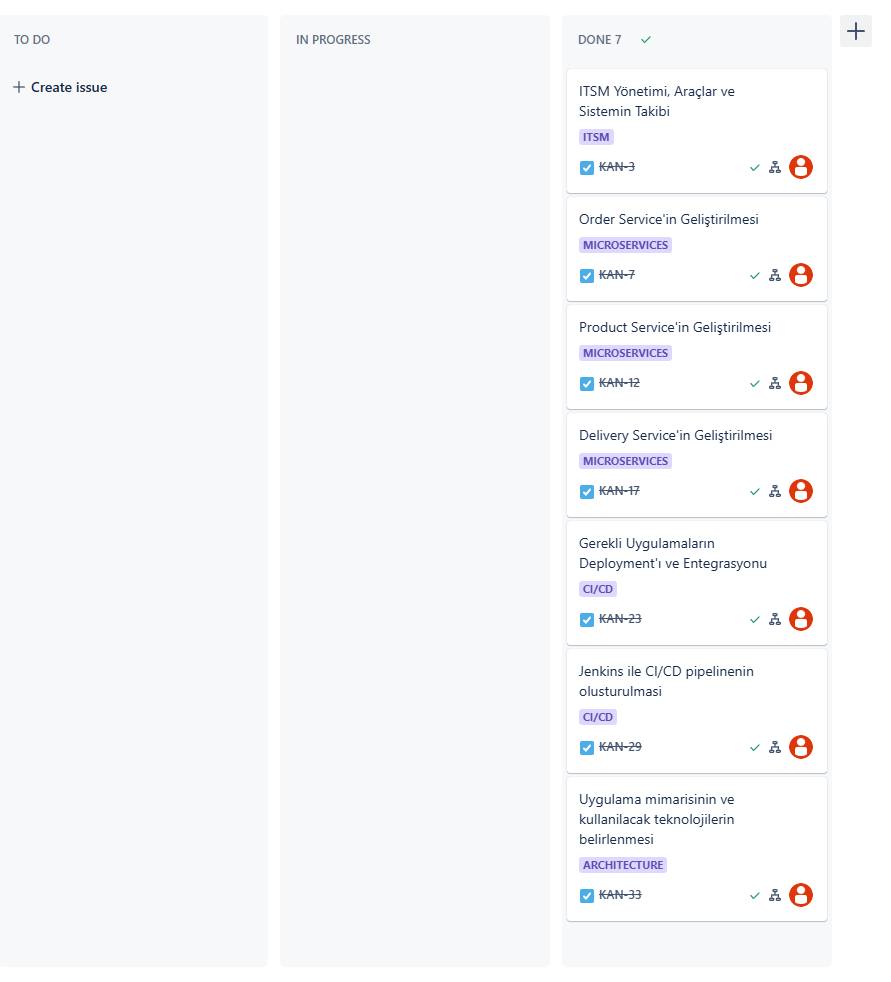 TO DO
+ Create issue
IN PROGRESS
DONE 7
ITSM Yönetimi, Araçlar ve
Sistemin Takibi
ITSM
KAN-3
Order Service'in Geliştirilmesi
MICROSERVICES
KAN-7
Product Service'in Geliştirilmesi
MICROSERVICES
KAN-12
Delivery Service'in Geliştirilmesi
MICROSERVICES
KAN-17
Gerekli Uygulamaların
Deployment'ı ve Entegrasyonu
CI/CD
KAN-23
Jenkins ile CI/CD pipelinenin
olusturulmasi
CI/CD
KAN-29
Uygulama mimarisinin ve
kullanilacak teknolojilerin
belirlenmesi
ARCHITECTURE
KAN-33